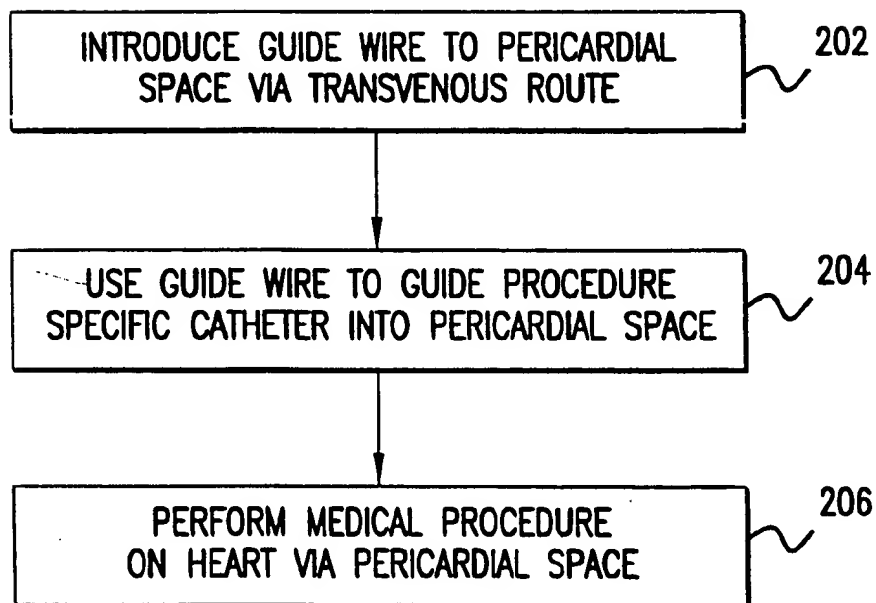 INTRODUCE GUIDE WIRE TO PERICARDIAL
SPACE VIA TRANSVENOUS ROUTE
202
USE GUIDE WIRE TO GUIDE PROCEDURE
SPECIFIC CATHETER INTO PERICARDIAL SPACE
204
PERFORM MEDICAL PROCEDURE
ON HEART VIA PERICARDIAL SPACE
206